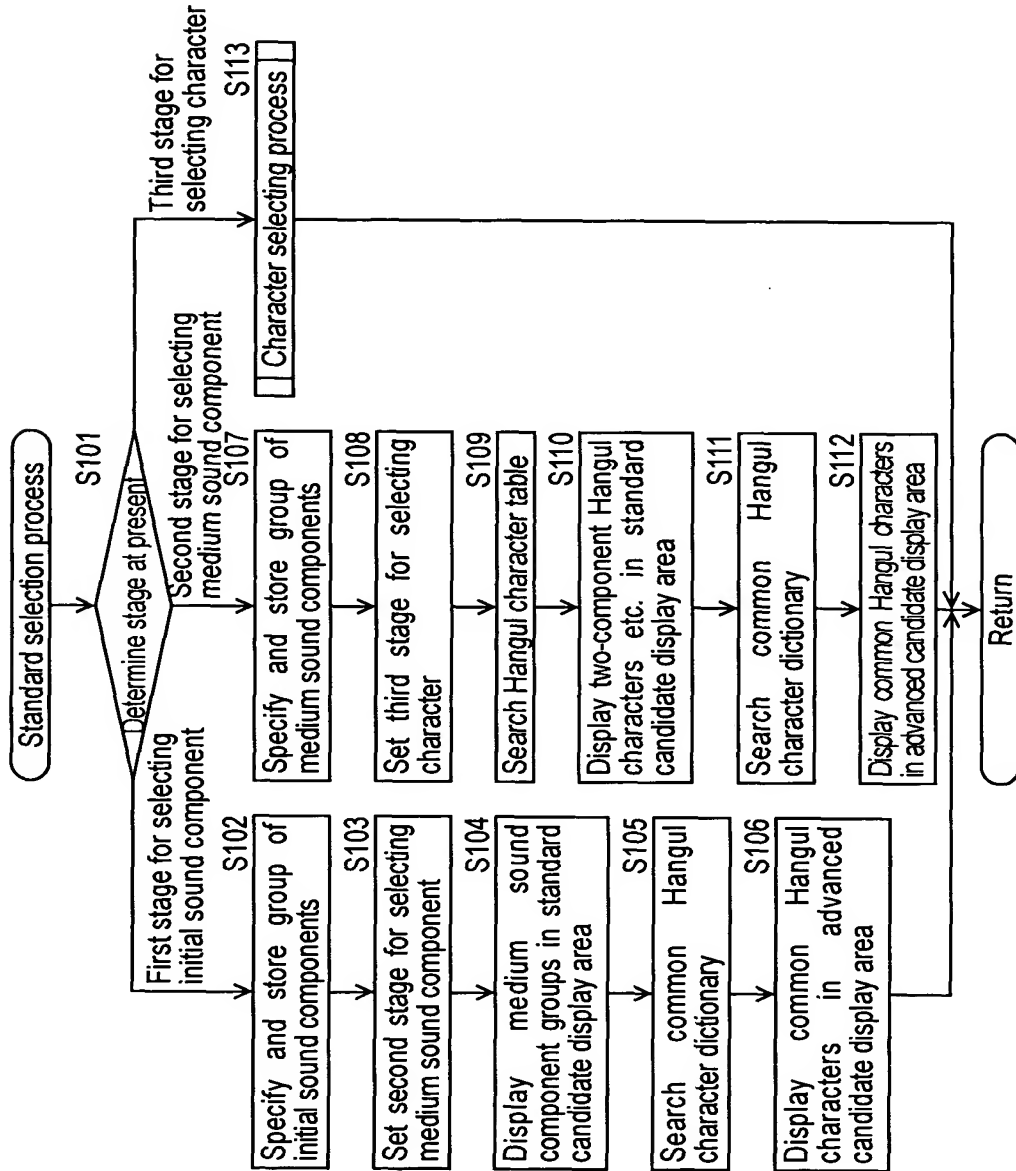 Standard selection process
S101
Determine stage at present
First stage for selecting
initial sound component
S102
Specify and store group of
initial sound components
S103
Set second stage for selecting
medium sound component
S104
Display medium sound
component groups in standard
candidate display area
S105
Search common Hangul
character dictionary
S106
Display common Hangul
characters in advanced
candidate display area
Second stage for selecting
medium sound component
S107
Specify and store group of
medium sound components
S108
Set third stage for selecting
character
S109
Search Hangul character table
S110
Display two-component Hangul
characters etc. in standard
candidate display area
S111
Search common Hangul
character dictionary
S112
Display common Hangul characters
in advanced candidate display area
Third stage for
selecting character
S113
Character selecting process
Return